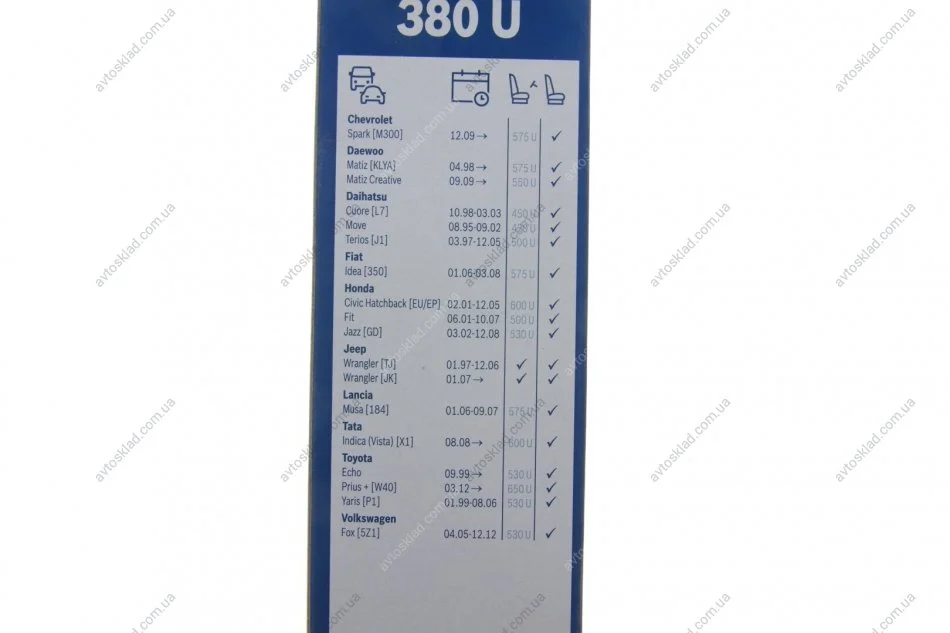 380 U
Chevrolet
Spark [M300] 12.09→ 575 U ✓
Daewoo
Matiz [KLYA] 04.98→ 575 U ✓
Matiz Creative 09.09→ 550 U ✓
Daihatsu
Cuore [L7] 10.98-03.03 450 U ✓
Move 08.95-09.02 U ✓
Terios [J1] 03.97-12.05 500 U ✓
Fiat
Idea [350] 01.06-03.08 575 U ✓
Honda
Civic Hatchback [EU/EP] 02.01-12.05 600 U ✓
Fit 06.01-10.07 500 U ✓
Jazz [GD] 03.02-12.08 530 U ✓
Jeep
Wrangler [TJ] 01.97-12.06 ✓ ✓
Wrangler [JK] 01.07→ ✓ ✓
Lancia
Musa [184] 01.06-09.07 575 U ✓
Tata
Indica (Vista) [X1] 08.08→ 600 U ✓
Toyota
Echo 09.99→ 530 U ✓
Prius + [W40] 03.12→ 650 U ✓
Yaris [P1] 01.99-08.06 530 U ✓
Volkswagen
Fox [5Z1] 04.05-12.12 530 U ✓
avtosklad.com.ua